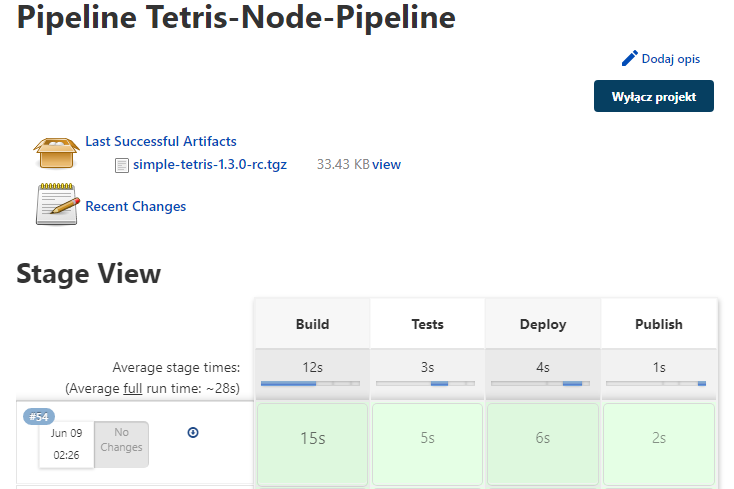 Pipeline Tetris-Node-Pipeline
Dodaj opis
Wyłącz projekt
Last Successful Artifacts
simple-tetris-1.3.0-rc.tgz 33.43 KB view
Recent Changes
Stage View
Build Tests Deploy Publish
Average stage times: 12s 3s 4s 1s
(Average full run time: ~28s)
#54
Jun 09 No
02:26 Changes
15s 5s 6s 2s